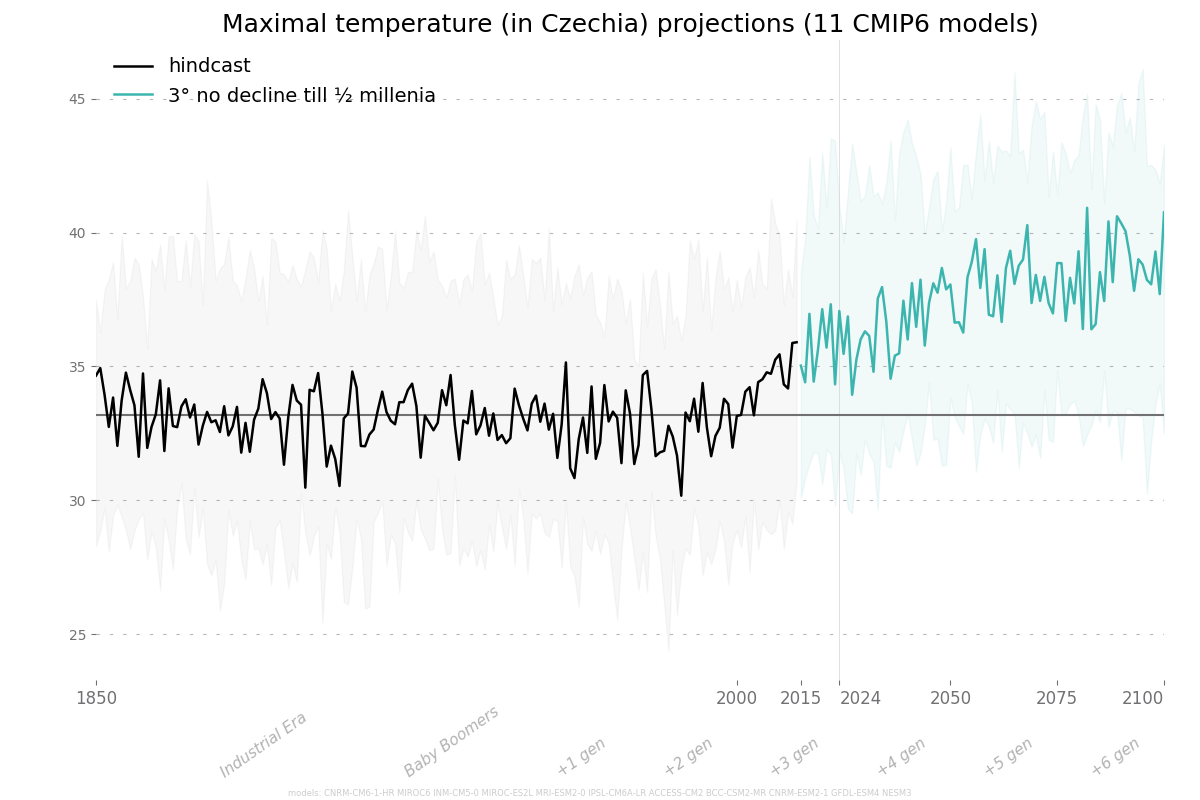 Maximal temperature (in Czechia) projections (11 CMIP6 models)
hindcast
3° no decline till ½ millenia
45
40
35
30
25
1850 2000 2015 2024 2050 2075 2100
Industrial Era Baby Boomers +1 gen +2 gen +3 gen +4 gen +5 gen +6 gen
models: CNRM-CM6-1-HR MIROC6 INM-CM5-0 MIROC-ES2L MRI-ESM2-0 IPSL-CM6A-LR ACCESS-CM2 BCC-CSM2-MR CNRM-ESM2-1 GFDL-ESM4 NESM3